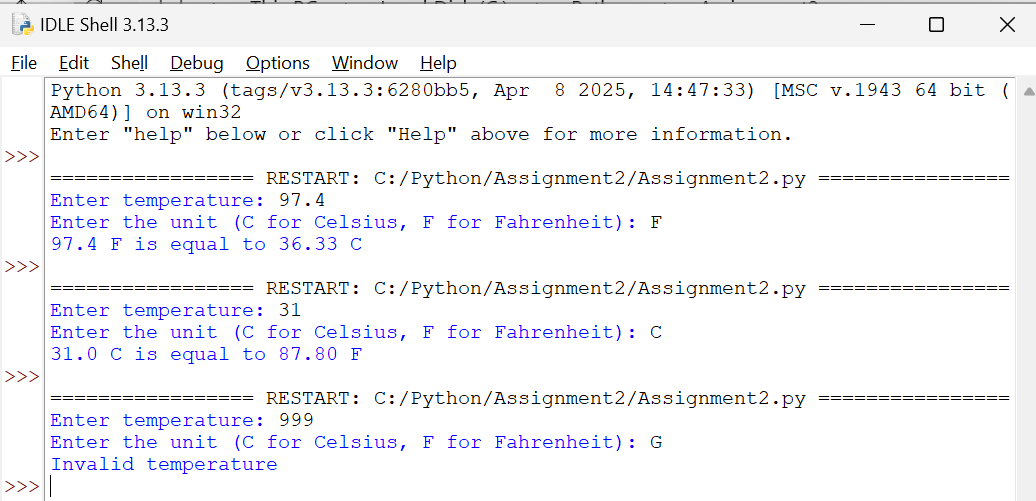 IDLE Shell 3.13.3
File Edit Shell Debug Options Window Help
Python 3.13.3 (tags/v3.13.3:6280bb5, Apr  8 2025, 14:47:33) [MSC v.1943 64 bit (
AMD64)] on win32
Enter "help" below or click "Help" above for more information.
>>>
================= RESTART: C:/Python/Assignment2/Assignment2.py ================
Enter temperature: 97.4
Enter the unit (C for Celsius, F for Fahrenheit): F
97.4 F is equal to 36.33 C
>>>
================= RESTART: C:/Python/Assignment2/Assignment2.py ================
Enter temperature: 31
Enter the unit (C for Celsius, F for Fahrenheit): C
31.0 C is equal to 87.80 F
>>>
================= RESTART: C:/Python/Assignment2/Assignment2.py ================
Enter temperature: 999
Enter the unit (C for Celsius, F for Fahrenheit): G
Invalid temperature
>>>